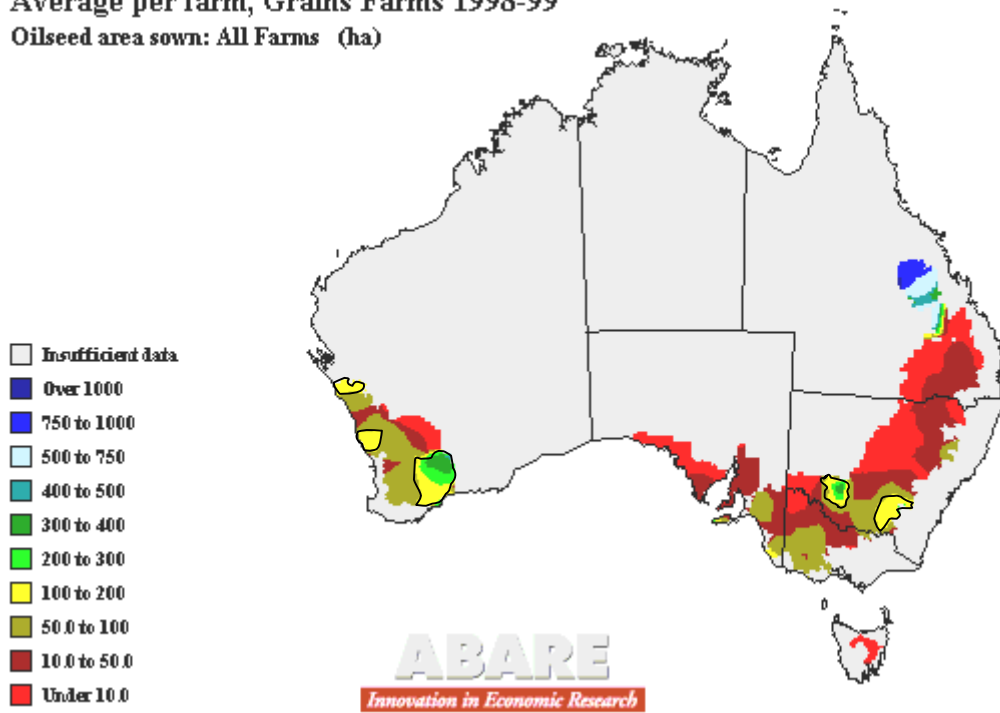 Average per farm, Grains Farms 1998-99
Oilseed area sown: All Farms (ha)
Insufficient data
Over 1000
750 to 1000
500 to 750
400 to 500
300 to 400
200 to 300
100 to 200
50.0 to 100
10.0 to 50.0
Under 10.0
ABARE
Innovation in Economic Research